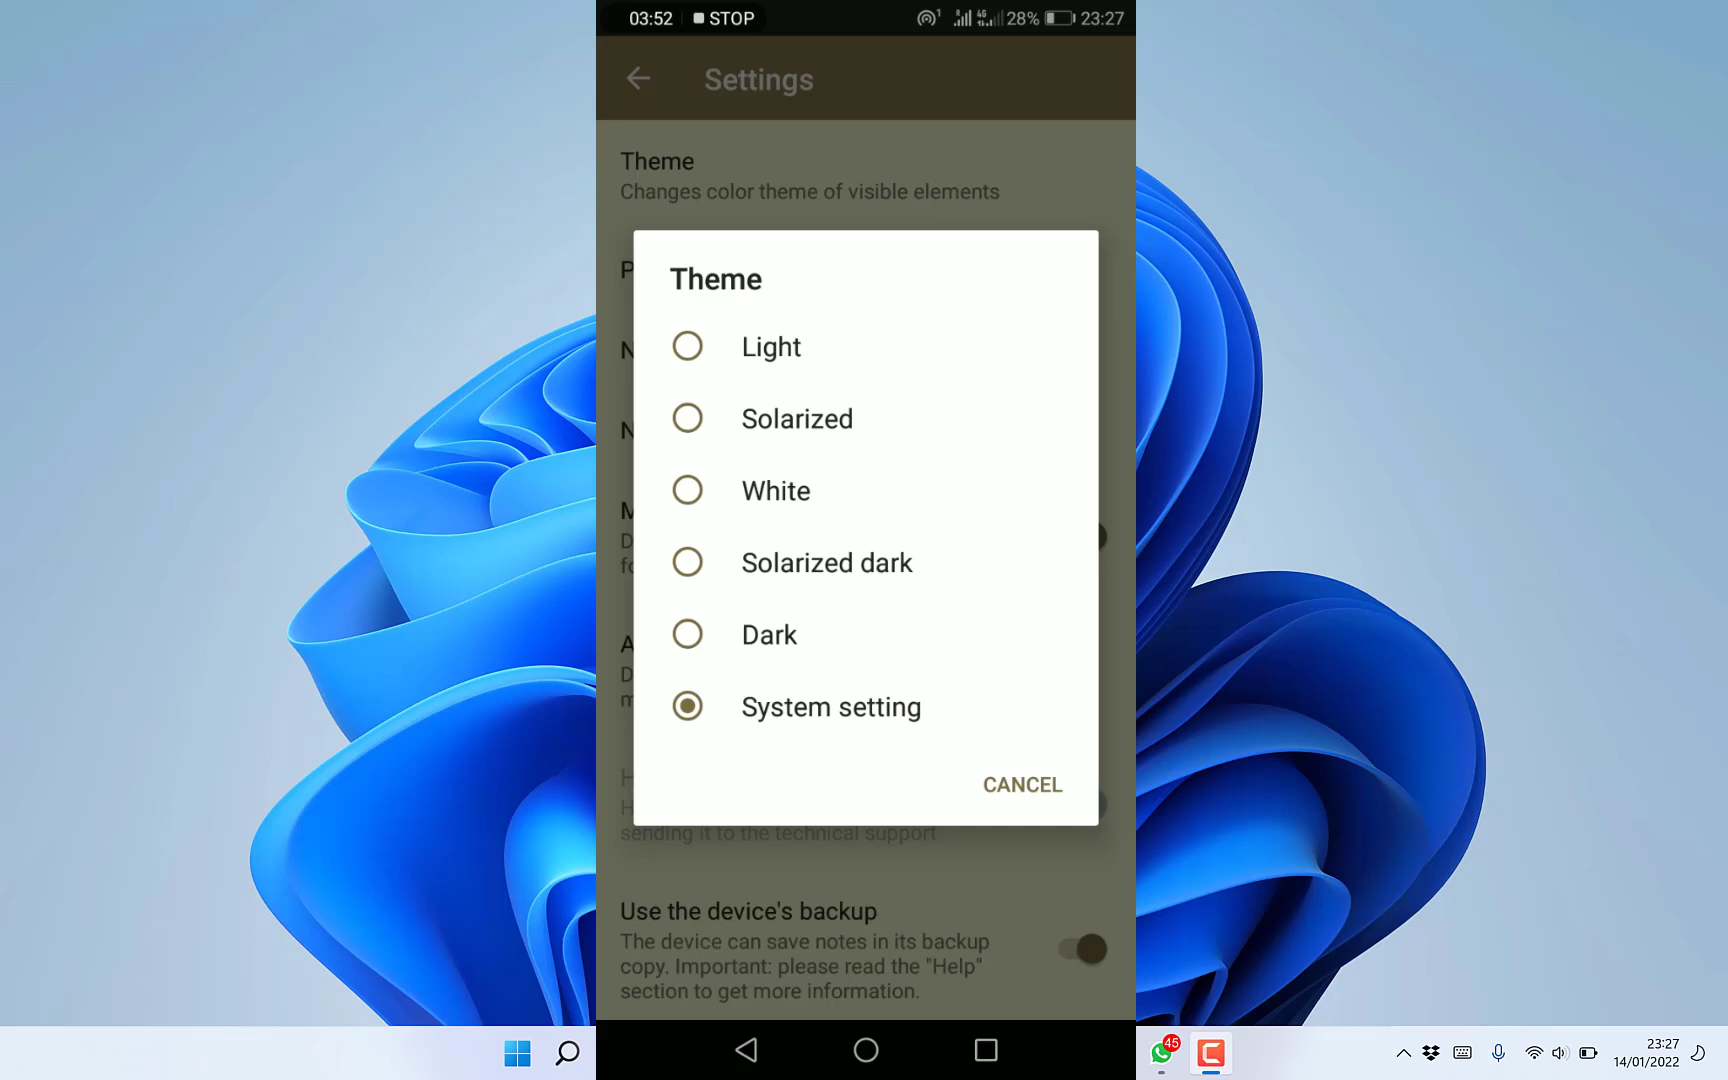 03:52 STOP
1 4G 28% 23:27
Settings
Theme
Changes color theme of visible elements
Theme
Light
Solarized
White
Solarized dark
Dark
System setting
CANCEL
sending it to the technical support
Use the device's backup
The device can save notes in its backup
copy. Important: please read the "Help"
section to get more information.
45
23:27
14/01/2022